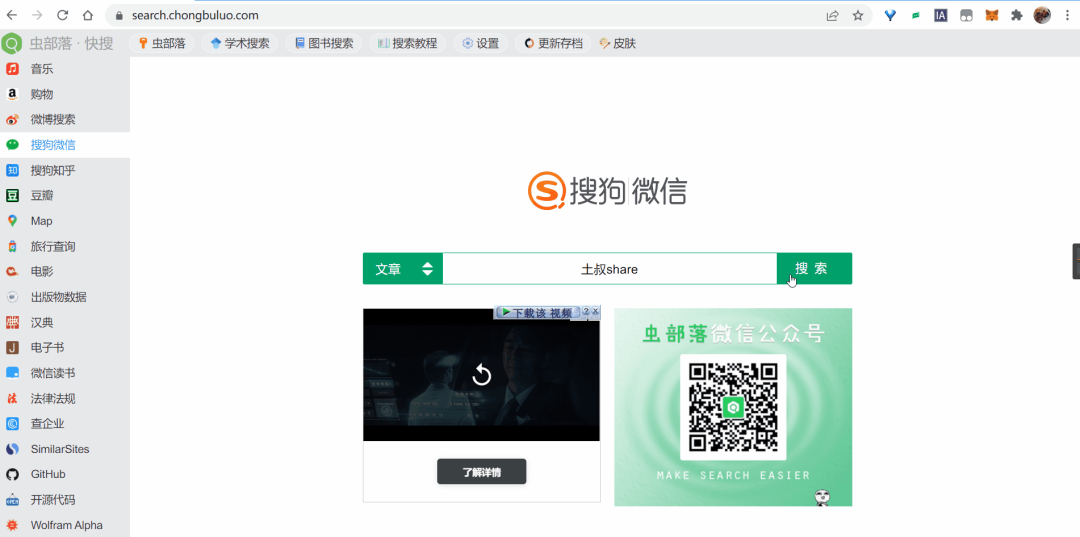 search.chongbuluo.com
IA
虫部落 · 快搜
虫部落
学术搜索
图书搜索
搜索教程
设置
更新存档
皮肤
音乐
购物
微博搜索
搜狗微信
知
搜狗知乎
豆
豆瓣
Map
旅行查询
电影
出版物数据
汉典
J
电子书
微信读书
法律法规
查企业
SimilarSites
GitHub
开源代码
Wolfram Alpha
S 搜狗 微信
文章
土叔share
搜 索
下载该 视频 ? X
了解详情
虫部落微信公众号
MAKE SEARCH EASIER